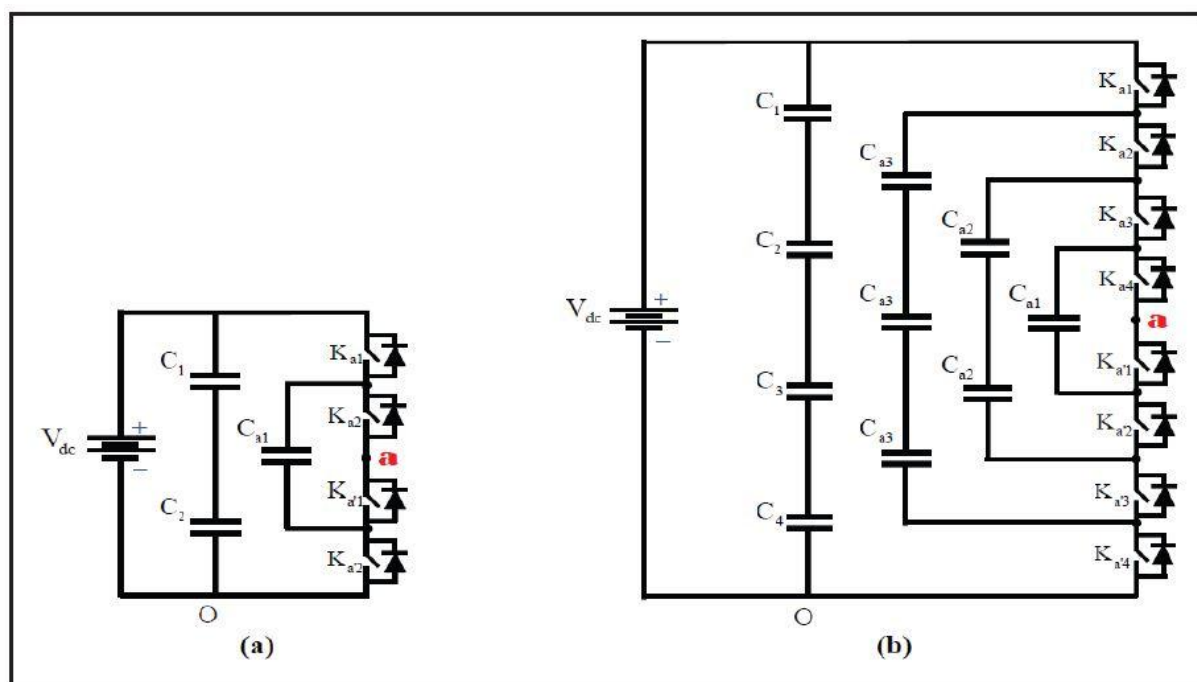 K_a1
C_1
K_a2
V_dc
+
−
C_a1
a
K_a'1
C_2
K_a'2
O
(a)
K_a1
C_1
K_a2
C_a3
K_a3
C_a2
C_2
K_a4
V_dc
+
−
C_a3
C_a1
a
K_a'1
C_3
C_a2
K_a'2
C_a3
K_a'3
C_4
K_a'4
O
(b)